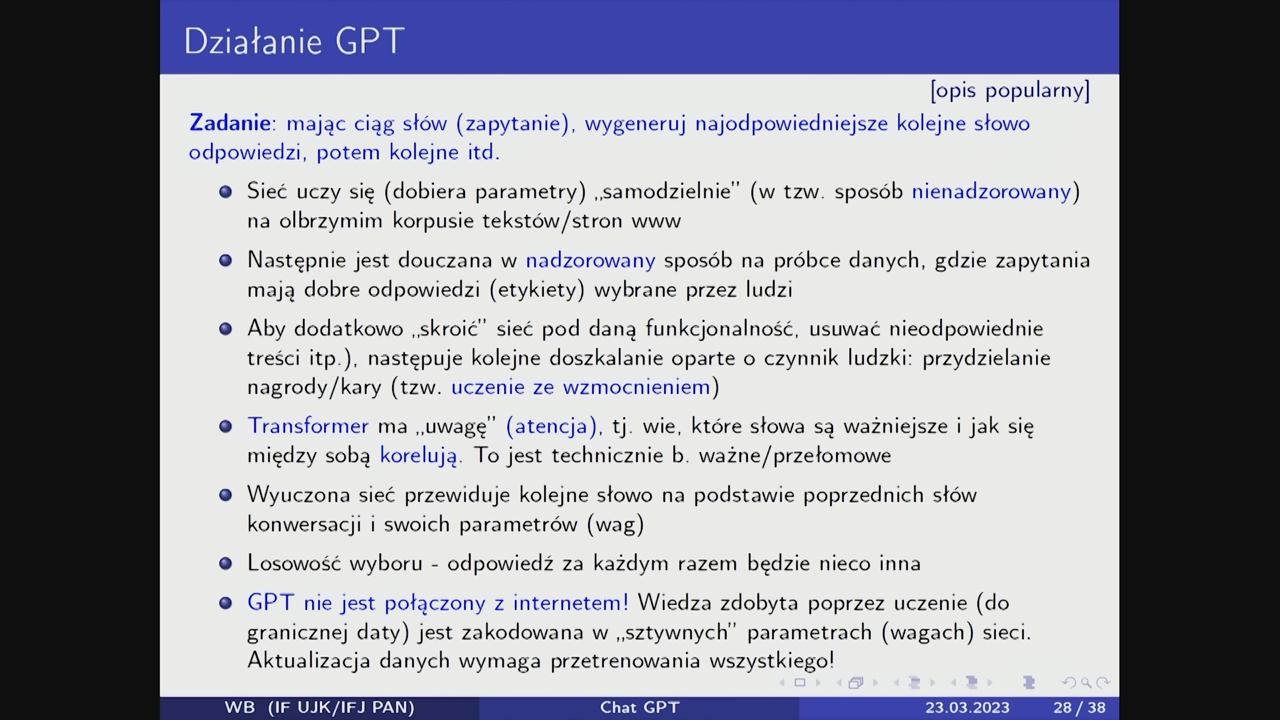 Działanie GPT
[opis popularny]
Zadanie: mając ciąg słów (zapytanie), wygeneruj najodpowiedniejsze kolejne słowo
odpowiedzi, potem kolejne itd.
Sieć uczy się (dobiera parametry) „samodzielnie” (w tzw. sposób nienadzorowany)
na olbrzymim korpusie tekstów/stron www
Następnie jest douczana w nadzorowany sposób na próbce danych, gdzie zapytania
mają dobre odpowiedzi (etykiety) wybrane przez ludzi
Aby dodatkowo „skroić” sieć pod daną funkcjonalność, usuwać nieodpowiednie
treści itp.), następuje kolejne doszkalanie oparte o czynnik ludzki: przydzielanie
nagrody/kary (tzw. uczenie ze wzmocnieniem)
Transformer ma „uwagę” (atencja), tj. wie, które słowa są ważniejsze i jak się
między sobą korelują. To jest technicznie b. ważne/przełomowe
Wyuczona sieć przewiduje kolejne słowo na podstawie poprzednich słów
konwersacji i swoich parametrów (wag)
Losowość wyboru - odpowiedź za każdym razem będzie nieco inna
GPT nie jest połączony z internetem! Wiedza zdobyta poprzez uczenie (do
granicznej daty) jest zakodowana w „sztywnych” parametrach (wagach) sieci.
Aktualizacja danych wymaga przetrenowania wszystkiego!
WB (IF UJK/IFJ PAN) Chat GPT 23.03.2023 28 / 38